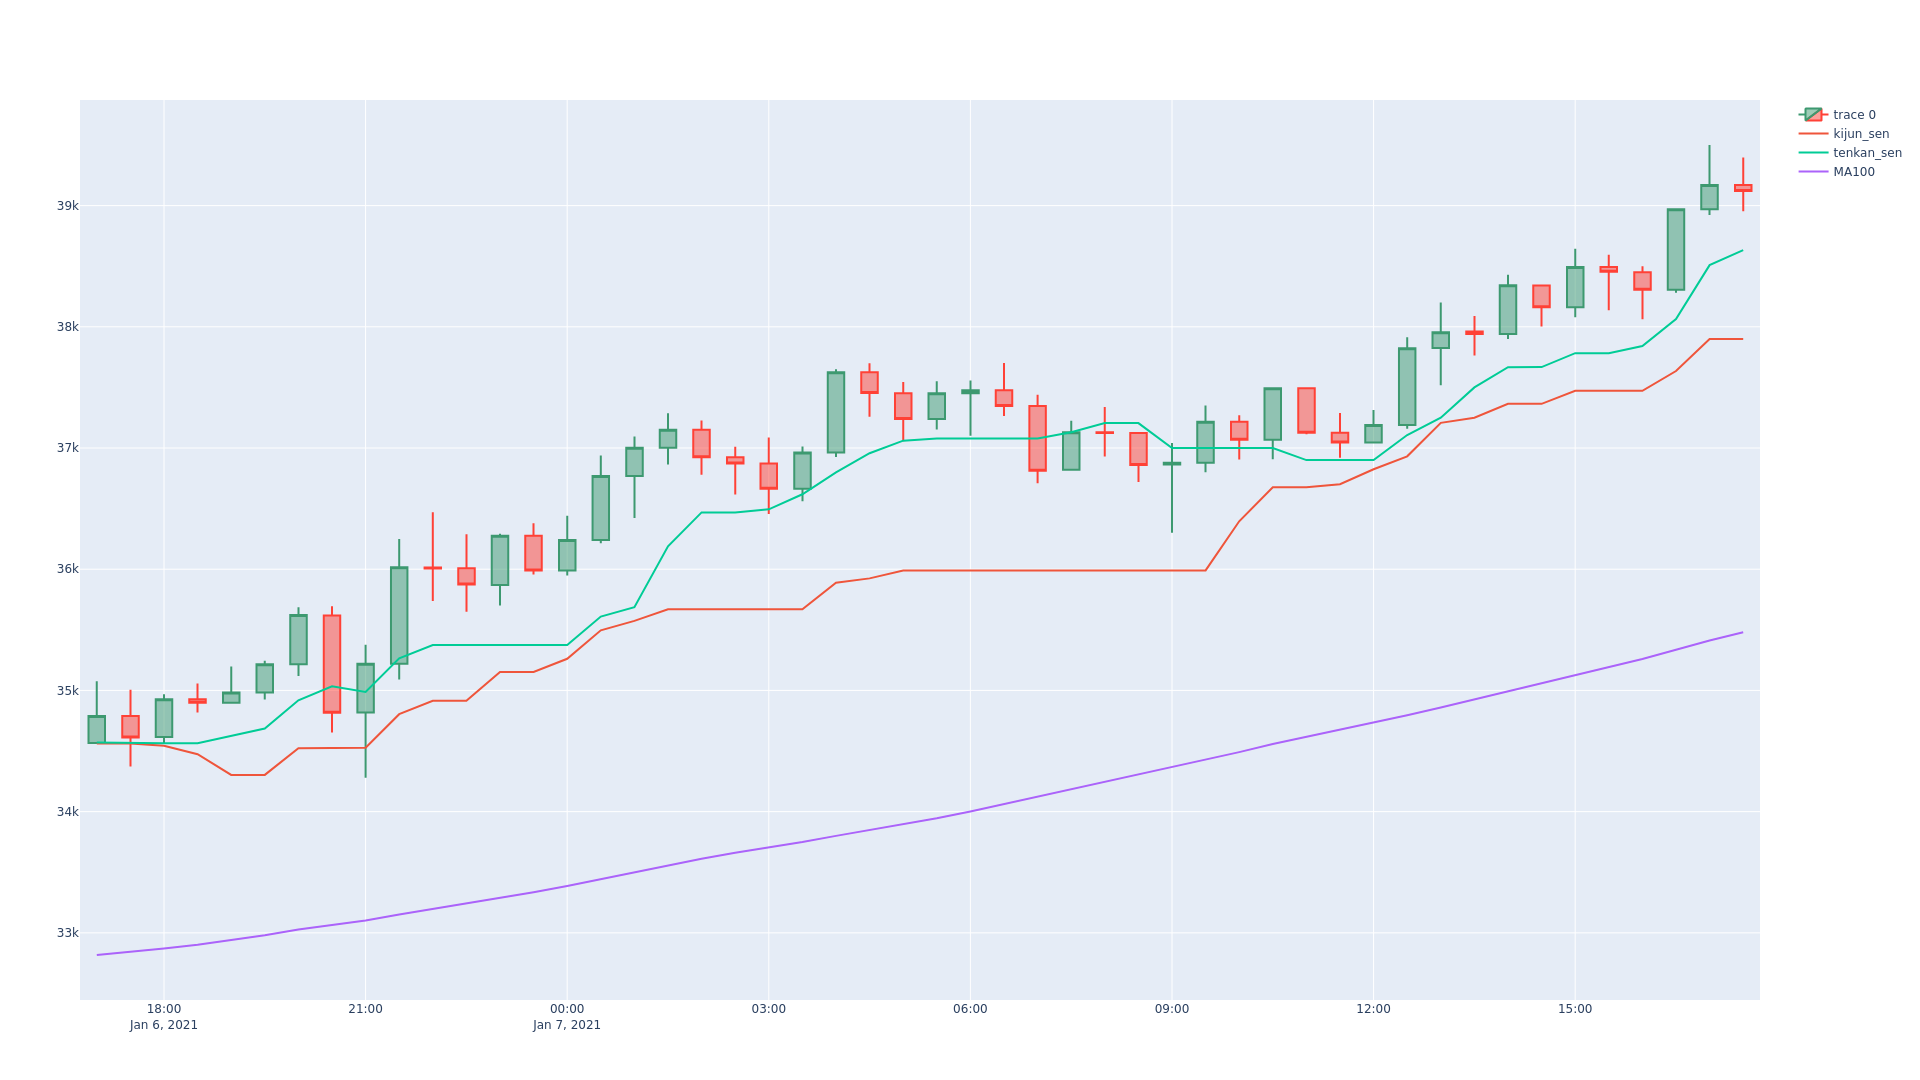 trace 0
kijun_sen
tenkan_sen
MA100
39k
38k
37k
36k
35k
34k
33k
18:00 21:00 00:00 03:00 06:00 09:00 12:00 15:00
Jan 6, 2021 Jan 7, 2021